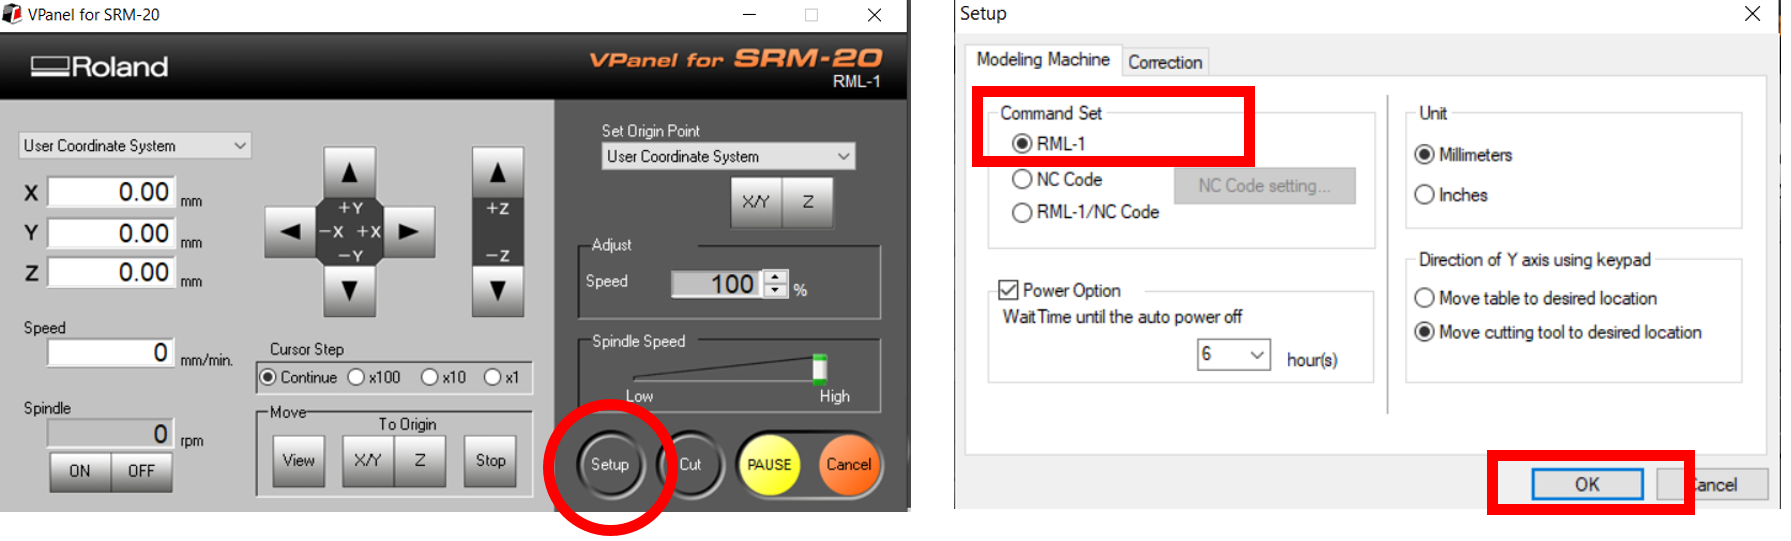 VPanel for SRM-20
Roland
VPanel for SRM-20
RML-1
User Coordinate System
X 0.00 mm
Y 0.00 mm
Z 0.00 mm
+Y
-X +X
-Y
+Z
-Z
Speed
0 mm/min.
Spindle
0 rpm
ON OFF
Cursor Step
Continue x100 x10 x1
Move
To Origin
View X/Y Z Stop
Set Origin Point
User Coordinate System
X/Y Z
Adjust
Speed 100 %
Spindle Speed
Low High
Setup Cut PAUSE Cancel
Setup
Modeling Machine Correction
Command Set
RML-1
NC Code
NC Code setting...
RML-1/NC Code
Power Option
WaitTime until the auto power off
6 hour(s)
Unit
Millimeters
Inches
Direction of Y axis using keypad
Move table to desired location
Move cutting tool to desired location
OK Cancel